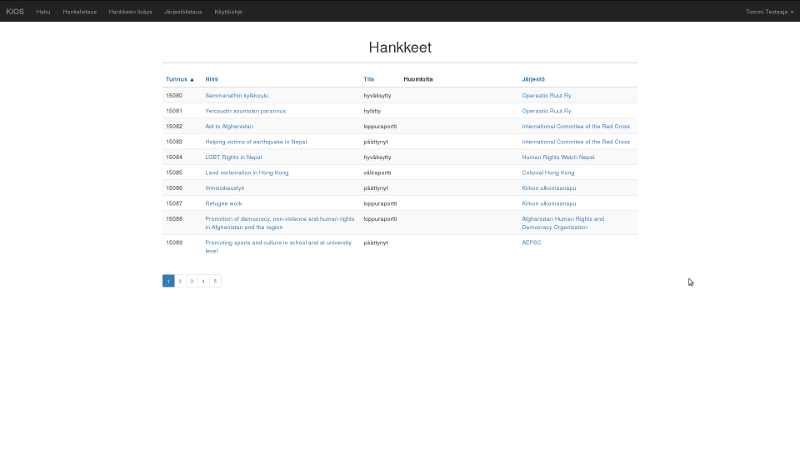 KIOS Haku Hankelistaus Hankkeen lisäys Järjestölistaus Käyttöohje Tommi Testaaja
Hankkeet
Tunnus ▲ Nimi Tila Huomioita Järjestö
15080 Sammanathin kyläkoulu hyväksytty Operaatio Ruut Ry
15081 Yercaudin asuntolan parannus hylätty Operaatio Ruut Ry
15082 Aid to Afghanistan loppuraportti International Commitee of the Red Cross
15083 Helping victims of earthquake in Nepal päättynyt International Commitee of the Red Cross
15084 LGBT Rights in Nepal hyväksytty Human Rights Watch Nepal
15085 Land reclamation in Hong Kong väliraportti Colonial Hong Kong
15086 Ihmisoikeustyö päättynyt Kirkon ulkomaanapu
15087 Refugee work loppuraportti Kirkon ulkomaanapu
15088 Promotion of democracy, non-violence and human rights loppuraportti Afghanistan Human Rights and
in Afghanistan and the region Democracy Organization
15089 Promoting sports and culture in school and at university päättynyt AEPSC
level
1 2 3 4 5